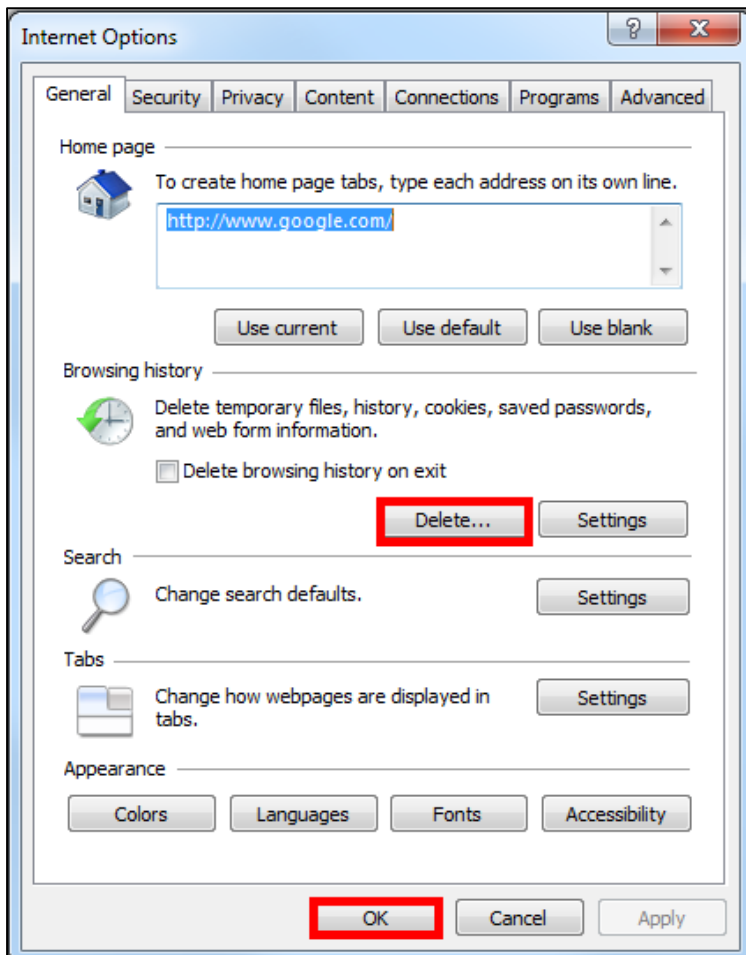 Internet Options
General Security Privacy Content Connections Programs Advanced
Home page
To create home page tabs, type each address on its own line.
http://www.google.com/
Use current Use default Use blank
Browsing history
Delete temporary files, history, cookies, saved passwords,
and web form information.
Delete browsing history on exit
Delete... Settings
Search
Change search defaults. Settings
Tabs
Change how webpages are displayed in Settings
tabs.
Appearance
Colors Languages Fonts Accessibility
OK Cancel Apply